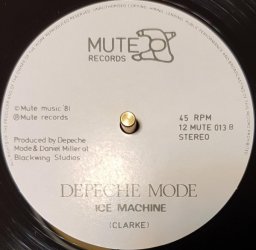 MUTE
RECORDS
©Mute music '81
℗Mute records
45 RPM
12 MUTE 013 B
STEREO
Produced by Depeche
Mode & Daniel Miller at
Blackwing Studios
DEPECHE MODE
ICE MACHINE
(CLARKE)